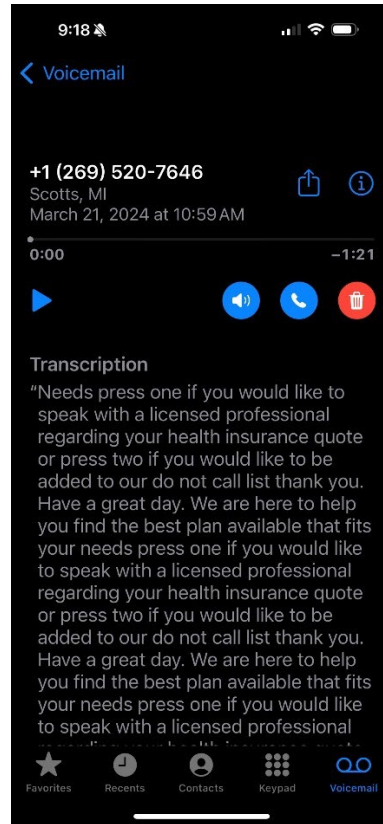 9:18
Voicemail
+1 (269) 520-7646
Scotts, MI
March 21, 2024 at 10:59 AM
0:00 −1:21
Transcription
“Needs press one if you would like to
speak with a licensed professional
regarding your health insurance quote
or press two if you would like to be
added to our do not call list thank you.
Have a great day. We are here to help
you find the best plan available that fits
your needs press one if you would like
to speak with a licensed professional
regarding your health insurance quote
or press two if you would like to be
added to our do not call list thank you.
Have a great day. We are here to help
you find the best plan available that fits
your needs press one if you would like
to speak with a licensed professional
Favorites Recents Contacts Keypad Voicemail